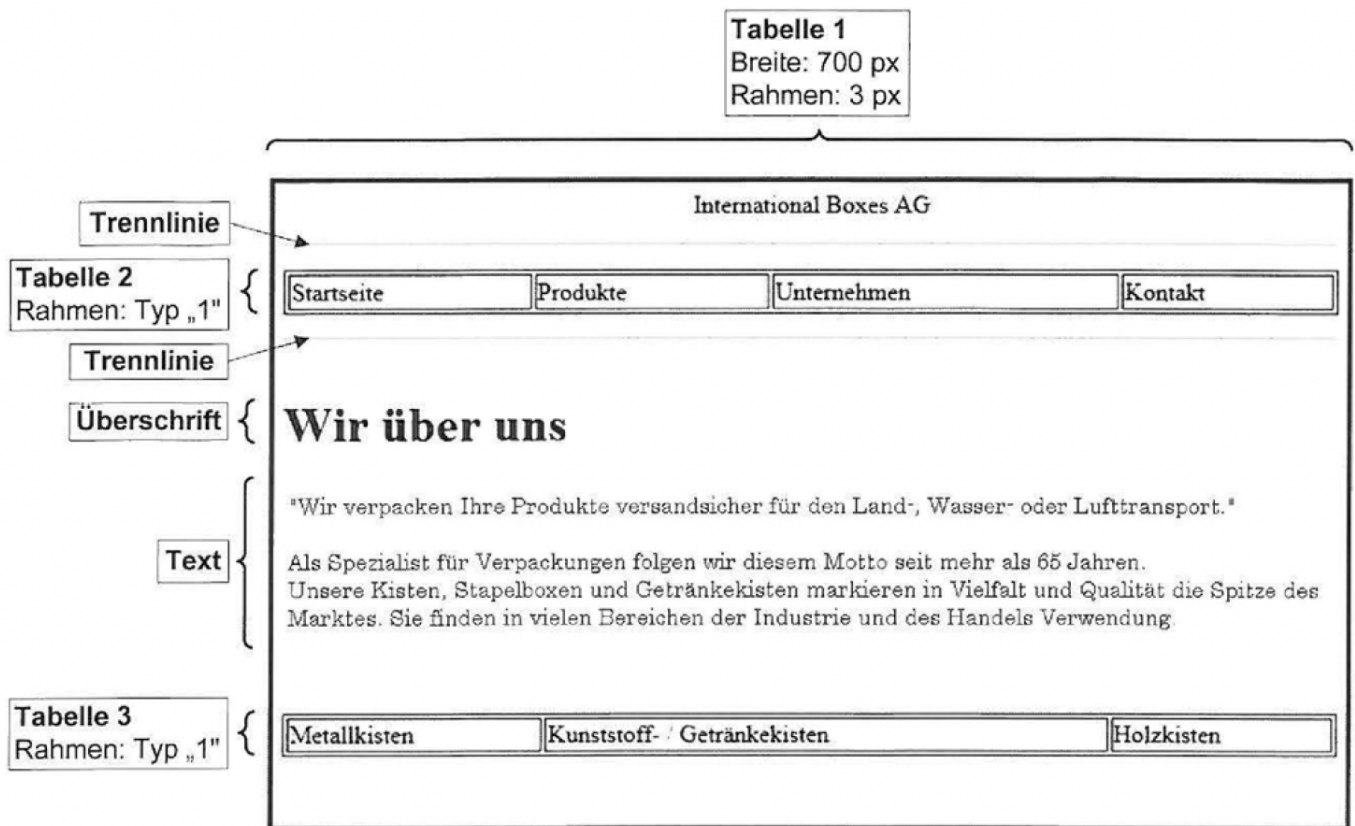 Tabelle 1
Breite: 700 px
Rahmen: 3 px
International Boxes AG
Trennlinie
Tabelle 2
Rahmen: Typ „1"
Startseite Produkte Unternehmen Kontakt
Trennlinie
Überschrift
Wir über uns
"Wir verpacken Ihre Produkte versandsicher für den Land-, Wasser- oder Lufttransport."
Text
Als Spezialist für Verpackungen folgen wir diesem Motto seit mehr als 65 Jahren.
Unsere Kisten, Stapelboxen und Getränkekisten markieren in Vielfalt und Qualität die Spitze des
Marktes. Sie finden in vielen Bereichen der Industrie und des Handels Verwendung.
Tabelle 3
Rahmen: Typ „1"
Metallkisten Kunststoff- / Getränkekisten Holzkisten